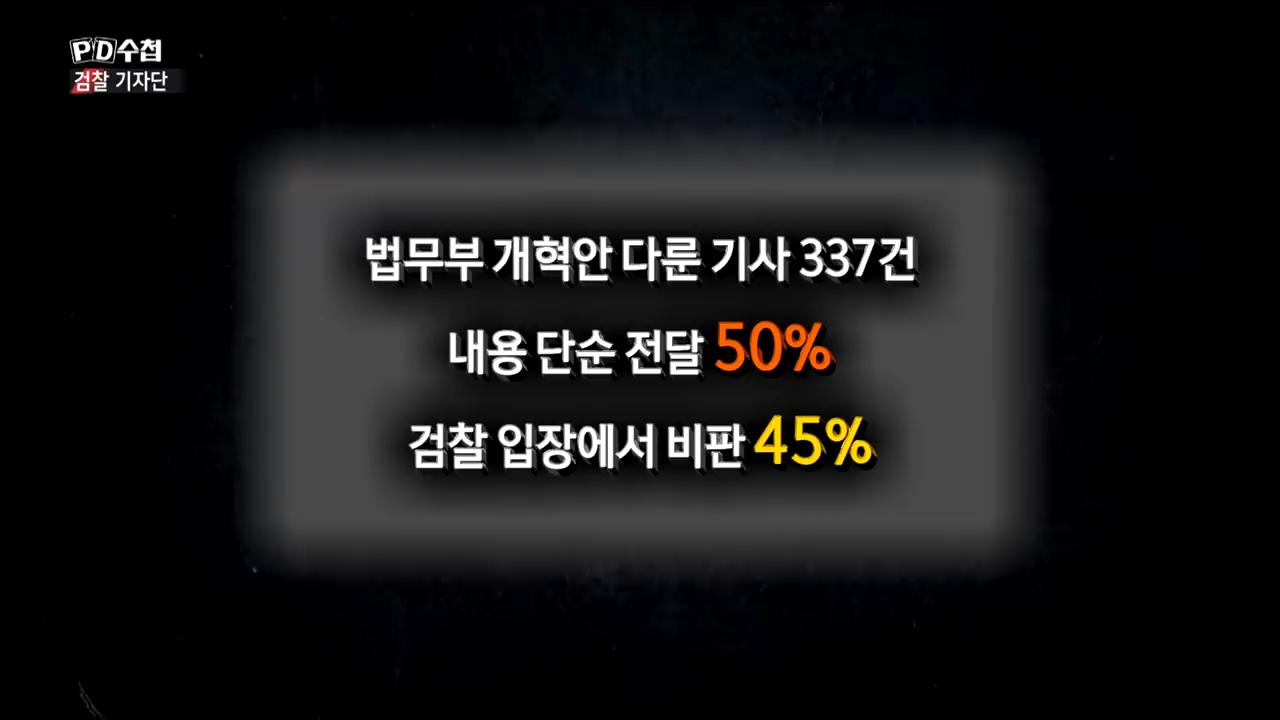 PD수첩
검찰 기자단
법무부 개혁안 다룬 기사 337건
내용 단순 전달 50%
검찰 입장에서 비판 45%